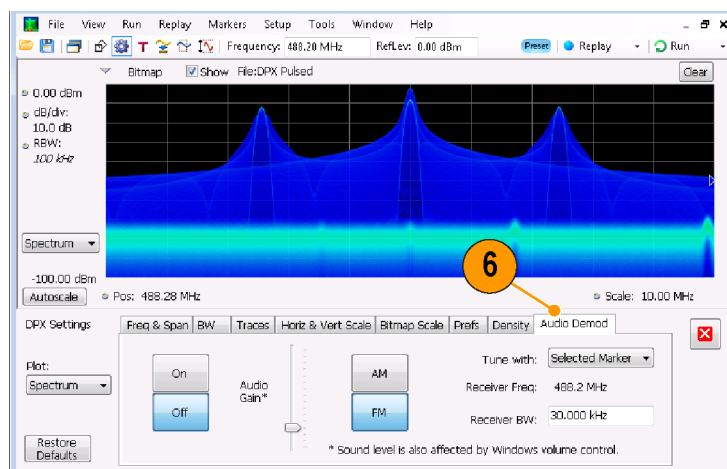 File View Run Replay Markers Setup Tools Window Help
T Frequency: 488.20 MHz RefLev: 0.00 dBm Preset Replay Run
Bitmap Show File:DPX Pulsed Clear
0.00 dBm
dB/div:
10.0 dB
RBW:
100 kHz
Spectrum
-100.00 dBm
Autoscale Pos: 488.28 MHz Scale: 10.00 MHz
6
DPX Settings Freq & Span BW Traces Horiz & Vert Scale Bitmap Scale Prefs Density Audio Demod
Plot:
Spectrum
Restore
Defaults
On
Off
Audio
Gain*
AM
FM
Tune with: Selected Marker
Receiver Freq: 488.2 MHz
Receiver BW: 30.000 kHz
* Sound level is also affected by Windows volume control.